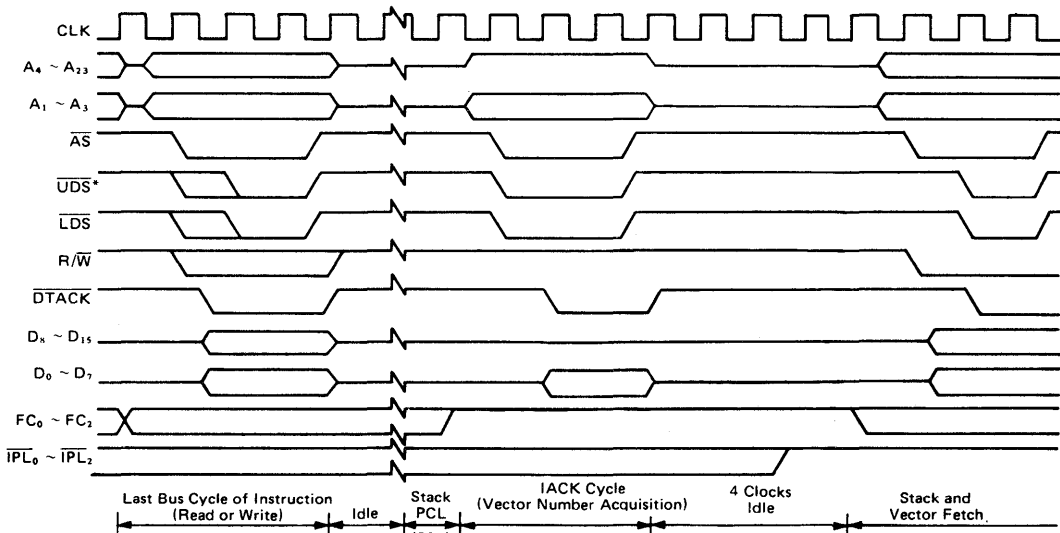 CLK
A4 ~ A23
A1 ~ A3
AS
UDS*
LDS
R/W
DTACK
D8 ~ D15
D0 ~ D7
FC0 ~ FC2
IPL0 ~ IPL2
Last Bus Cycle of Instruction
(Read or Write)
Idle
Stack
PCL
IACK Cycle
(Vector Number Acquisition)
4 Clocks
Idle
Stack and
Vector Fetch